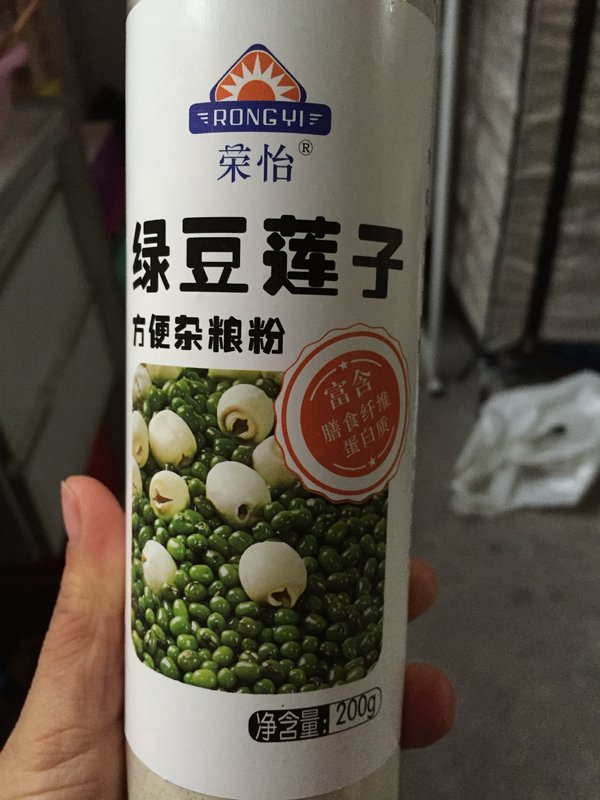 RONGYI
荣怡®
绿豆莲子
方便杂粮粉
富含
膳食纤维
蛋白质
净含量: 200g